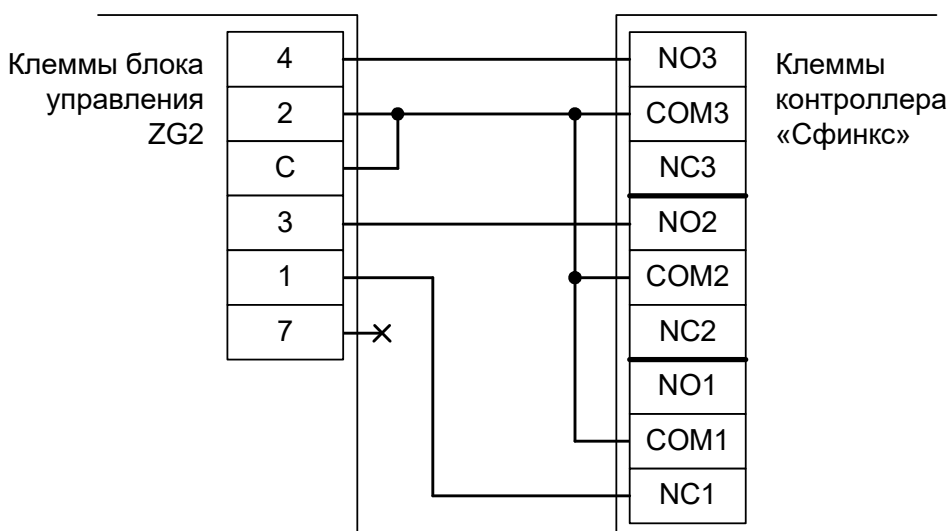 Клеммы блока
управления
ZG2
4
2
C
3
1
7
NO3
COM3
NC3
NO2
COM2
NC2
NO1
COM1
NC1
Клеммы
контроллера
«Сфинкс»